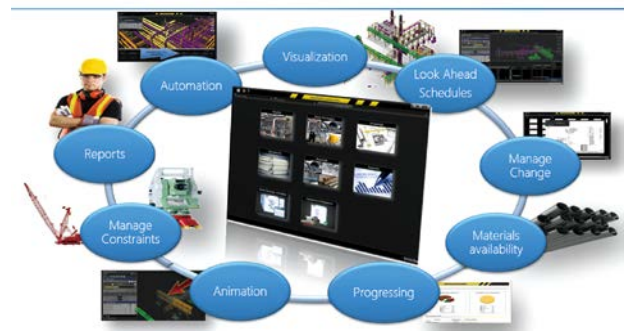 Visualization
Look Ahead
Schedules
Manage
Change
Materials
availability
Progressing
Animation
Manage
Constraints
Reports
Automation